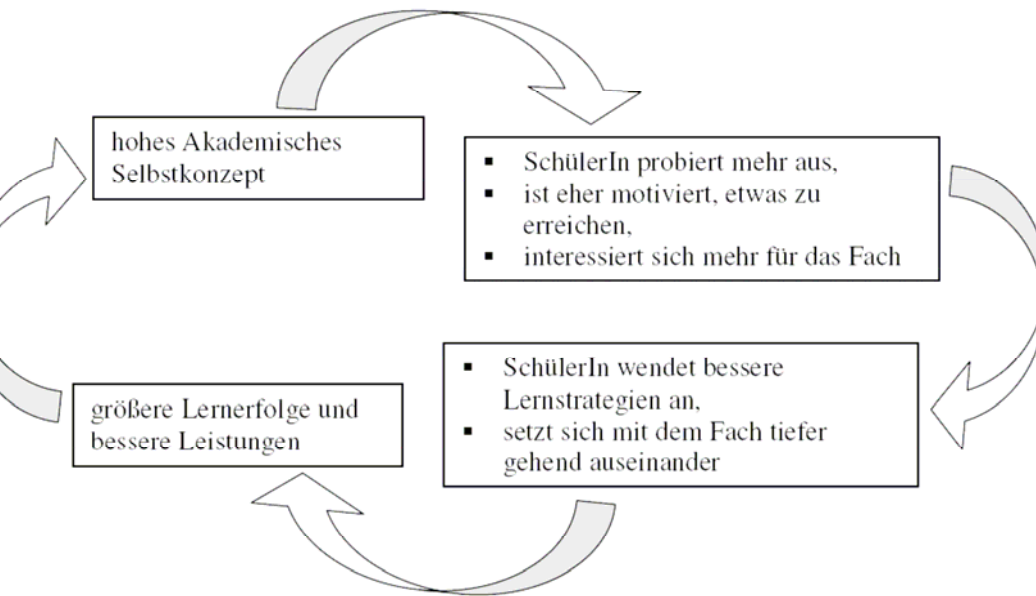 hohes Akademisches
Selbstkonzept
▪ SchülerIn probiert mehr aus,
▪ ist eher motiviert, etwas zu
erreichen,
▪ interessiert sich mehr für das Fach
▪ SchülerIn wendet bessere
Lernstrategien an,
▪ setzt sich mit dem Fach tiefer
gehend auseinander
größere Lernerfolge und
bessere Leistungen